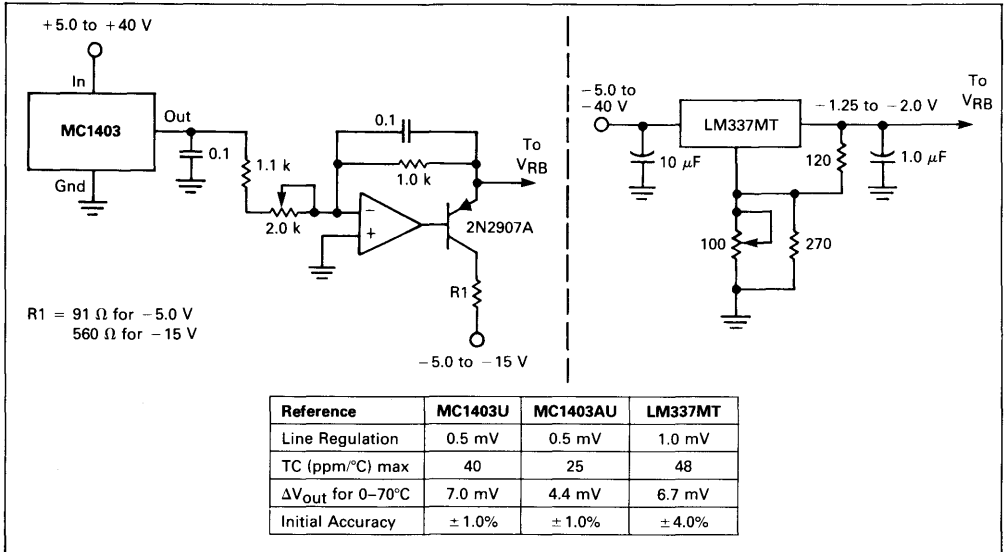 +5.0 to +40 V
In
MC1403
Out
0.1
Gnd
1.1 k
2.0 k
0.1
1.0 k
−
+
To
VRB
2N2907A
R1
−5.0 to −15 V
R1 = 91 Ω for −5.0 V
560 Ω for −15 V
−5.0 to
−40 V
LM337MT
−1.25 to −2.0 V
To
VRB
10 μF
120
1.0 μF
100
270
Reference MC1403U MC1403AU LM337MT
Line Regulation 0.5 mV 0.5 mV 1.0 mV
TC (ppm/°C) max 40 25 48
ΔVout for 0–70°C 7.0 mV 4.4 mV 6.7 mV
Initial Accuracy ±1.0% ±1.0% ±4.0%